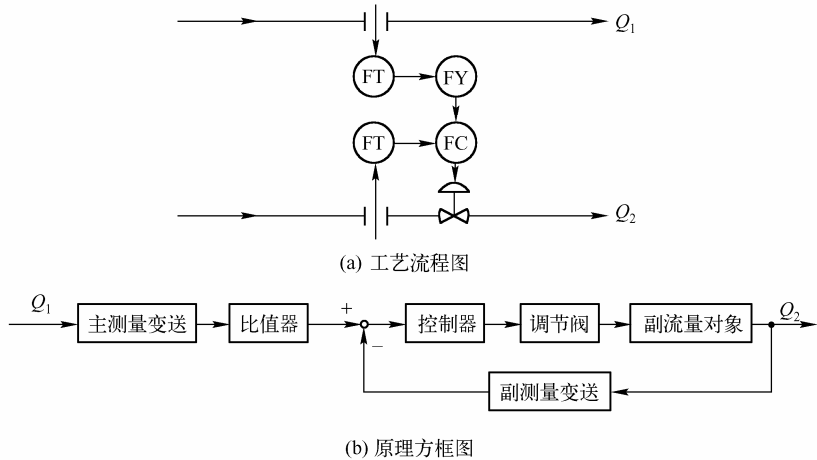 Q1
FT
FY
FT
FC
Q2
(a) 工艺流程图
Q1
主测量变送
比值器
+
−
控制器
调节阀
副流量对象
Q2
副测量变送
(b) 原理方框图